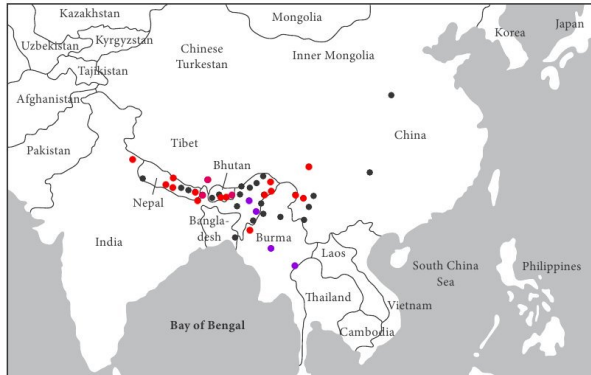 Kazakhstan
Mongolia
Japan
Korea
Uzbekistan
Kyrgyzstan
Chinese
Turkestan
Inner Mongolia
Tajikistan
Afghanistan
Pakistan
Tibet
China
Bhutan
Nepal
Bangla-
desh
India
Burma
Laos
South China
Sea
Philippines
Thailand
Vietnam
Bay of Bengal
Cambodia